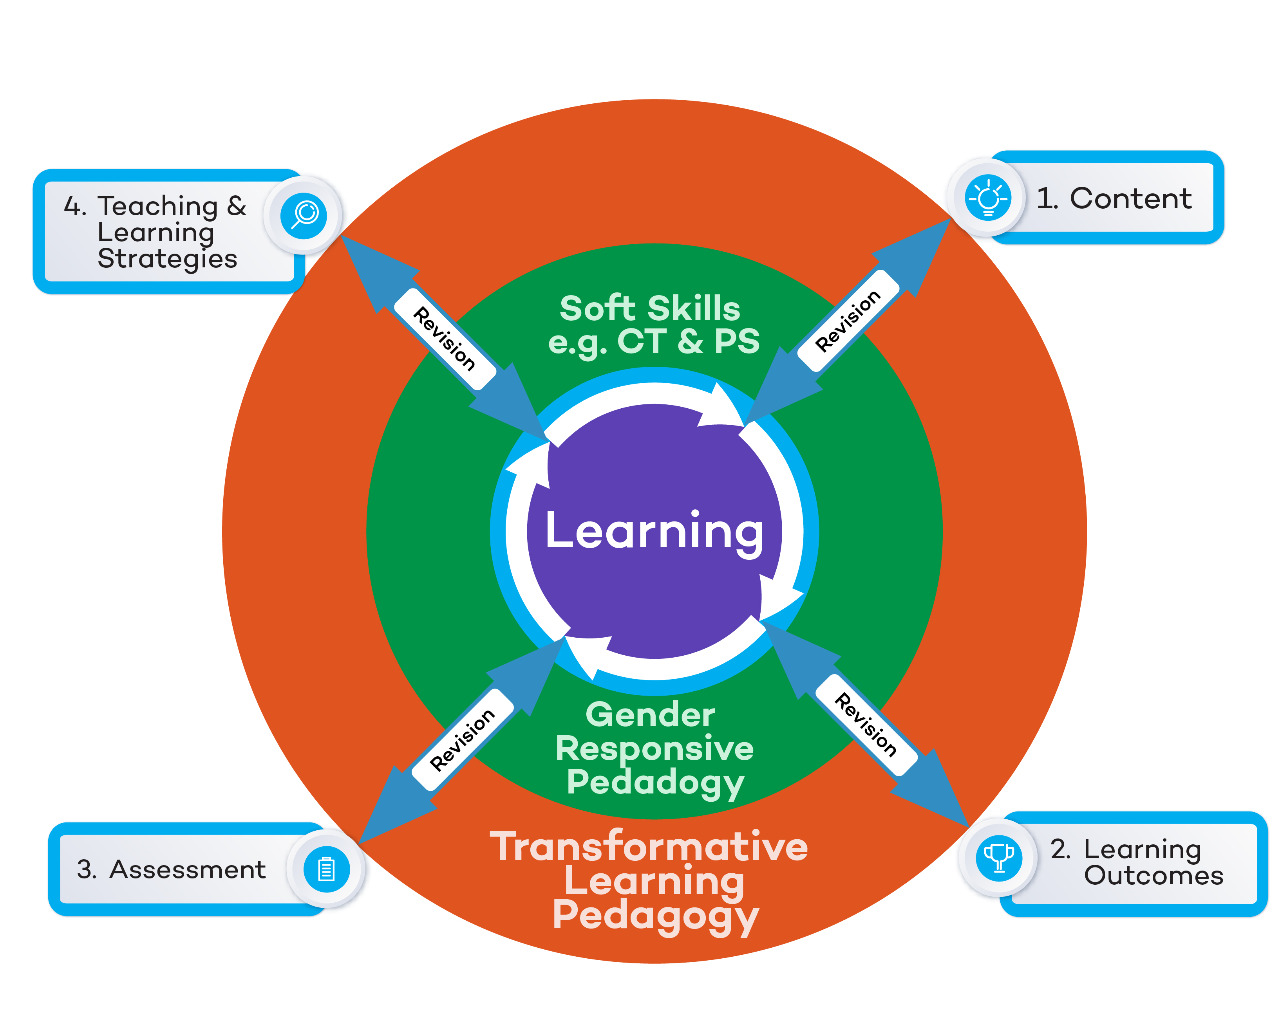 4. Teaching &
Learning
Strategies
1. Content
Revision
Revision
Soft Skills
e.g. CT & PS
Learning
Revision
Revision
Gender
Responsive
Pedadogy
Transformative
Learning
Pedagogy
3. Assessment
2. Learning
Outcomes